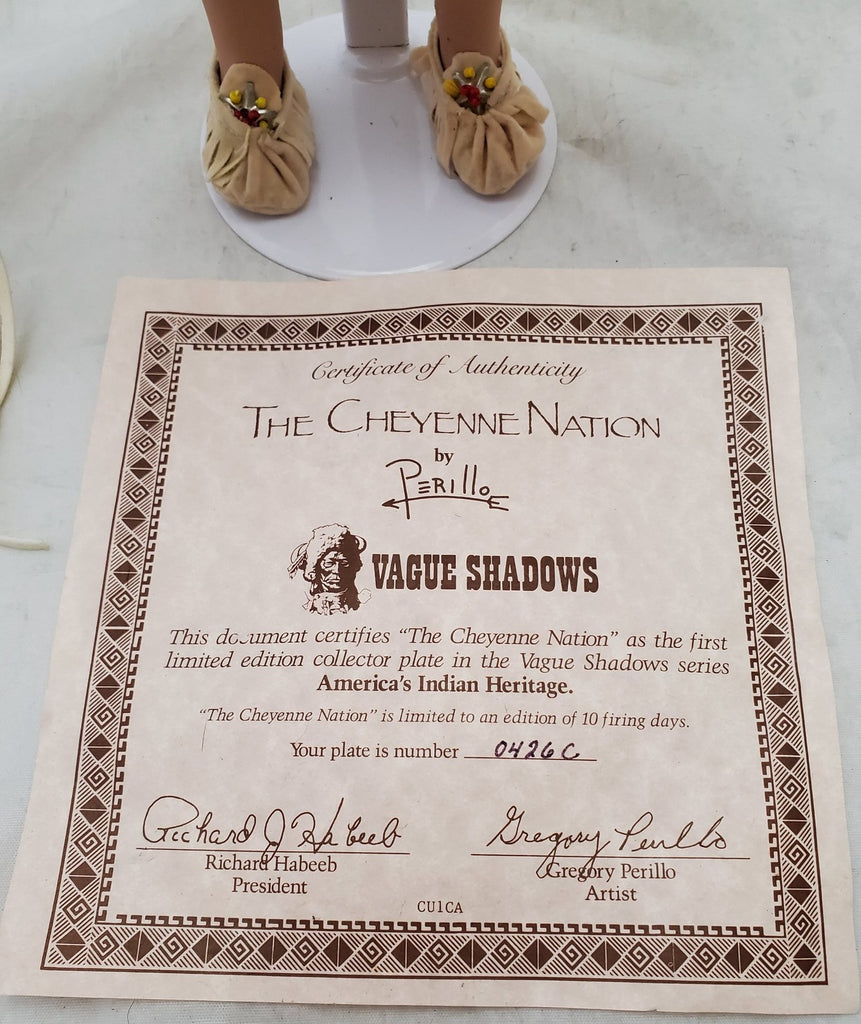 Certificate of Authenticity
THE CHEYENNE NATION
by
PERILLO
VAGUE SHADOWS
This document certifies "The Cheyenne Nation" as the first
limited edition collector plate in the Vague Shadows series
America's Indian Heritage.
"The Cheyenne Nation" is limited to an edition of 10 firing days.
Your plate is number 0426C
Richard J Habeeb Gregory Perillo
Richard Habeeb Gregory Perillo
President Artist
CU1CA